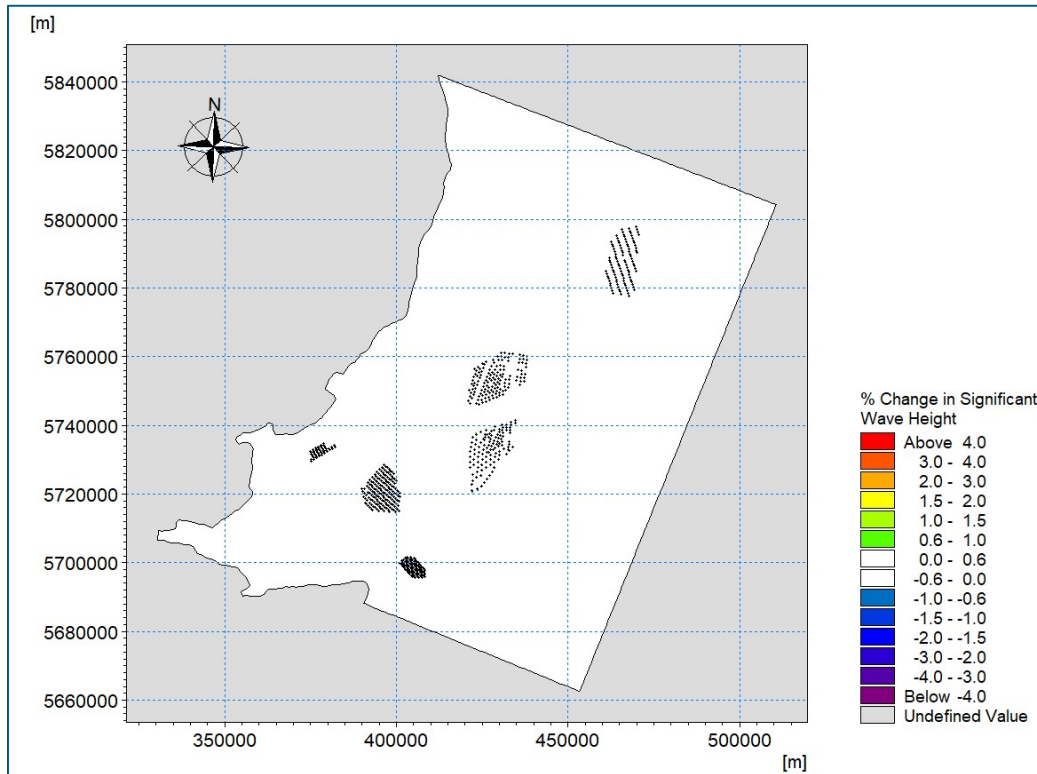 [m]
5840000
N
5820000
5800000
5780000
5760000
5740000
5720000
5700000
5680000
5660000
350000
400000
450000
500000
[m]
% Change in Significant
Wave Height
Above 4.0
3.0 - 4.0
2.0 - 3.0
1.5 - 2.0
1.0 - 1.5
0.6 - 1.0
0.0 - 0.6
-0.6 - 0.0
-1.0 - -0.6
-1.5 - -1.0
-2.0 - -1.5
-3.0 - -2.0
-4.0 - -3.0
Below -4.0
Undefined Value